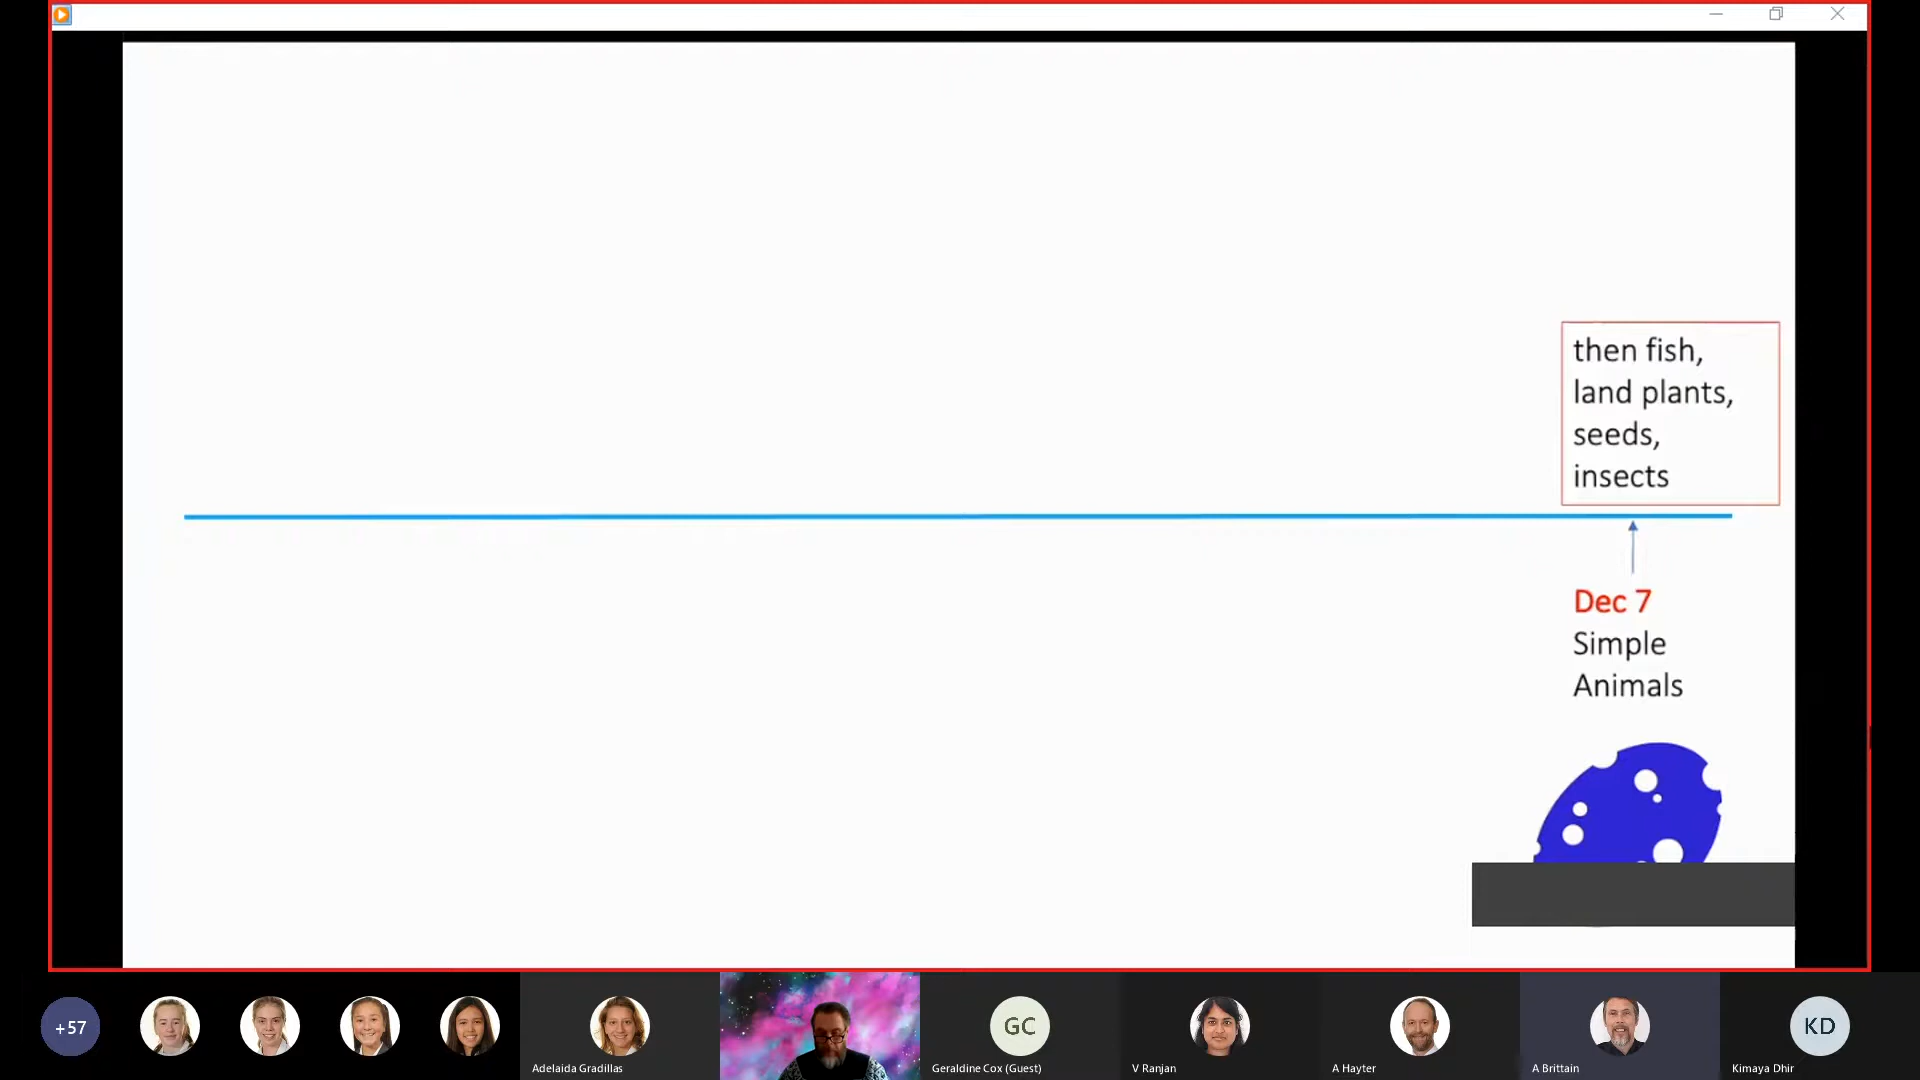 then fish,
land plants,
seeds,
insects
Dec 7
Simple
Animals
+57
GC
KD
Adelaida Gradillas
Geraldine Cox (Guest)
V Ranjan
A Hayter
A Brittain
Kimaya Dhir